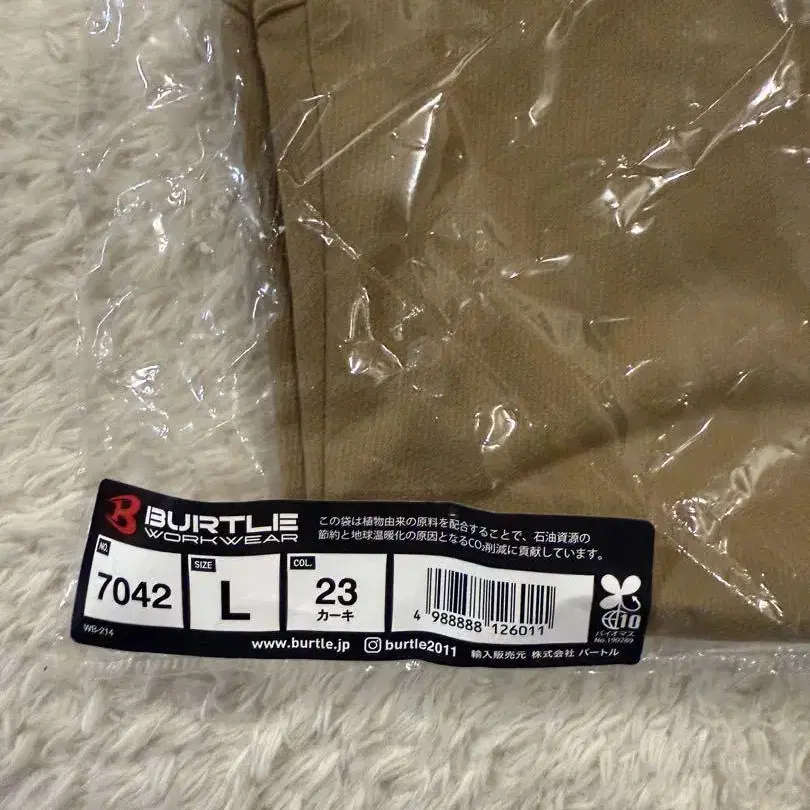 BURTLE
WORKWEAR
この袋は植物由来の原料を配合することで、石油資源の
節約と地球温暖化の原因となるCO₂削減に貢献しています。
NO.
7042
SIZE
L
COL.
23
カーキ
4 988888 126011
10
バイオマス
No.190289
WB-214
www.burtle.jp
burtle2011
輸入販売元 株式会社 バートル